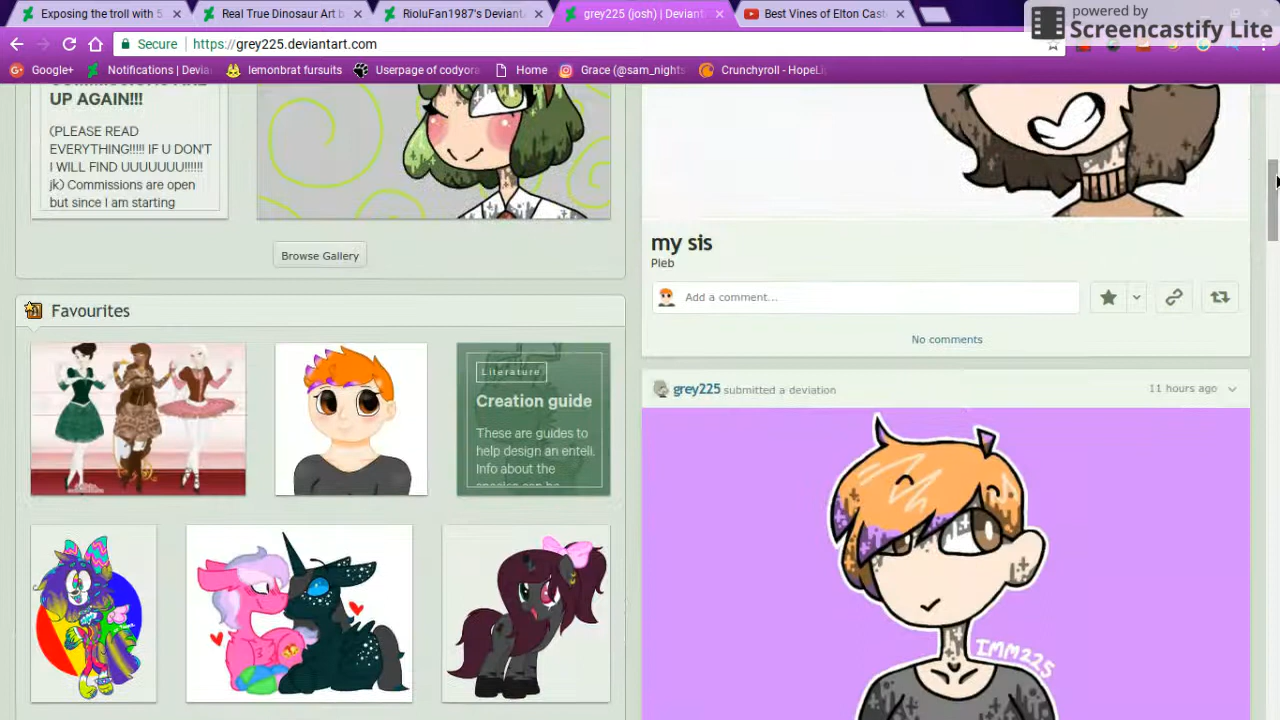 Exposing the troll with 5
Real True Dinosaur Art b
RioluFan1987's Deviant
grey225 (josh) | Deviant
Best Vines of Elton Cast
powered by
Screencastify Lite
Secure
https://grey225.deviantart.com
Google+
Notifications | Devia
lemonbrat fursuits
Userpage of codyora
Home
Grace (@sam_nights
Crunchyroll - HopeLi
UP AGAIN!!!
(PLEASE READ
EVERYTHING!!!!! IF U DON'T
I WILL FIND UUUUUUU!!!!!!
jk) Commissions are open
but since I am starting
Browse Gallery
my sis
Pleb
Add a comment...
No comments
Favourites
Literature
Creation guide
These are guides to
help design an enteli.
Info about the
grey225 submitted a deviation
11 hours ago
IMM225